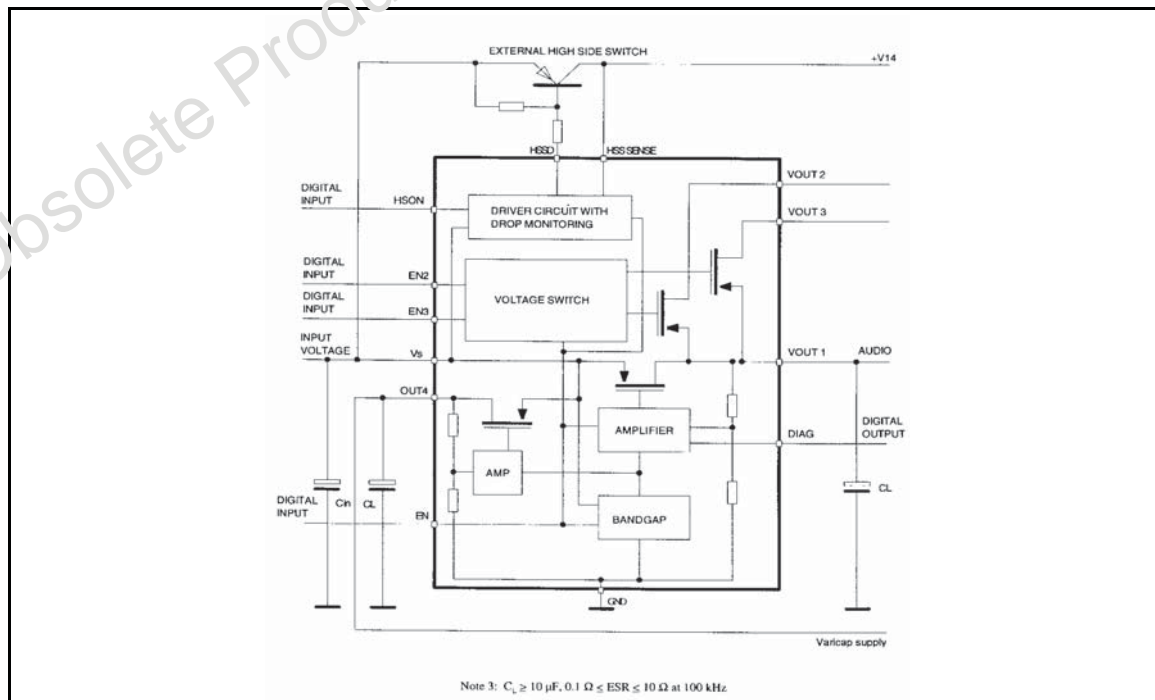 Obsolete Prod
EXTERNAL HIGH SIDE SWITCH
+V14
HSSD
HSS SENSE
VOUT 2
DIGITAL
INPUT
HSON
DRIVER CIRCUIT WITH
DROP MONITORING
VOUT 3
DIGITAL
INPUT
EN2
VOLTAGE SWITCH
DIGITAL
INPUT
EN3
INPUT
VOLTAGE
Vs
VOUT 1
AUDIO
OUT4
AMPLIFIER
DIGITAL
OUTPUT
DIAG
AMP
Cin
CL
CL
DIGITAL
INPUT
EN
BANDGAP
GND
Varicap supply
Note 3: C_L ≥ 10 µF, 0.1 Ω ≤ ESR ≤ 10 Ω at 100 kHz